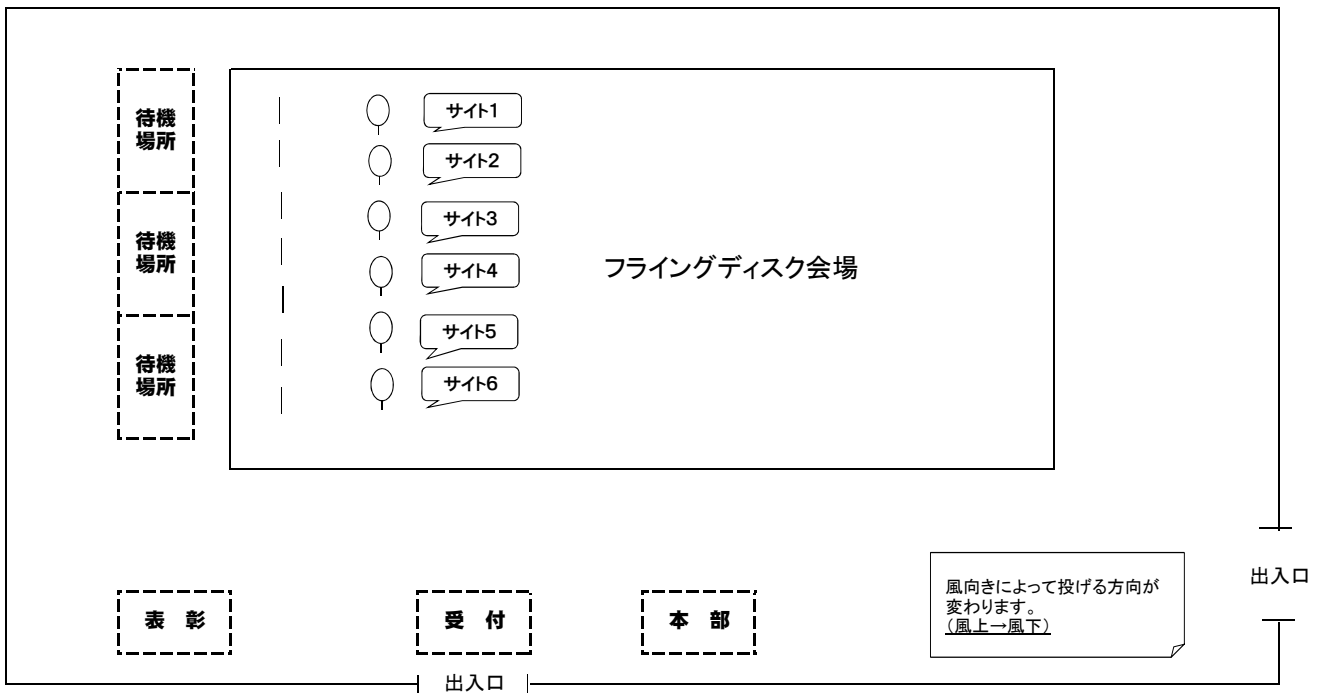 待機
場所
待機
場所
待機
場所
サイト1
サイト2
サイト3
サイト4
サイト5
サイト6
フライングディスク会場
表 彰
受 付
本 部
風向きによって投げる方向が
変わります。
(風上→風下)
出入口
出入口